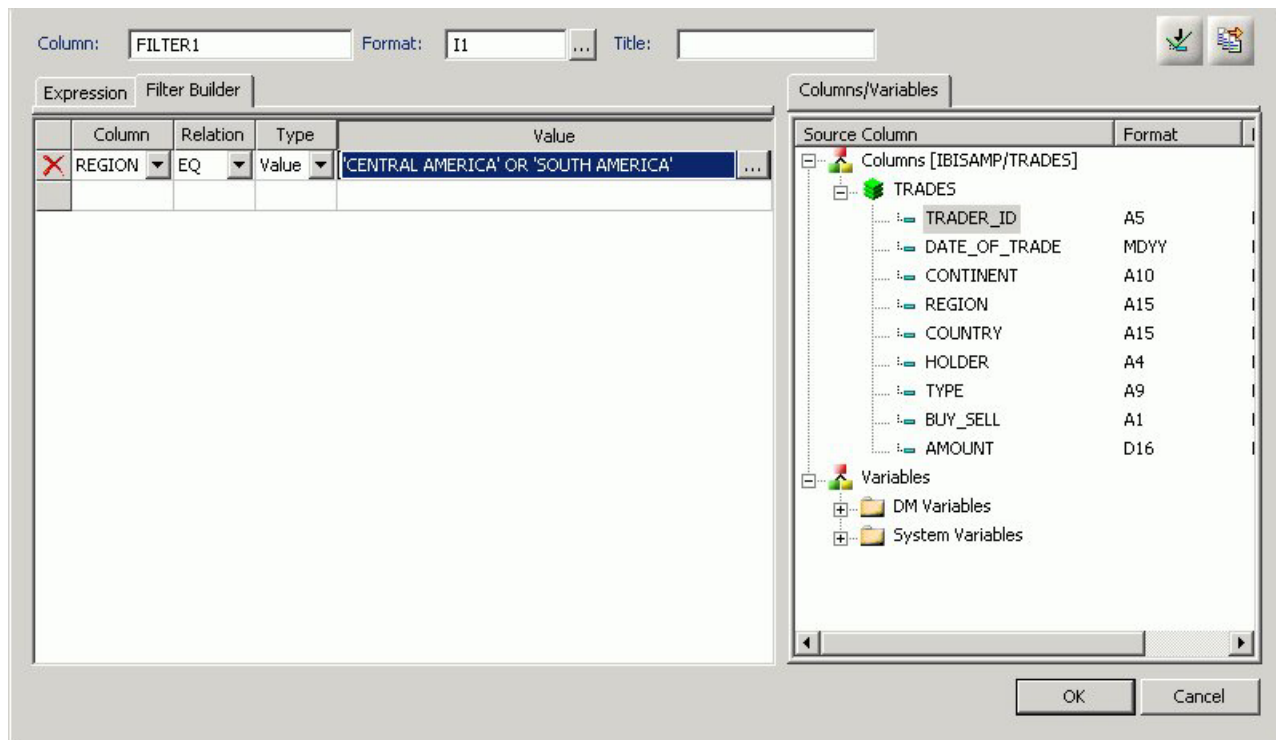 Column: FILTER1 Format: I1 ... Title:
Expression Filter Builder
Column Relation Type Value
REGION EQ Value 'CENTRAL AMERICA' OR 'SOUTH AMERICA' ...
Columns/Variables
Source Column Format
Columns [IBISAMP/TRADES]
TRADES
TRADER_ID A5
DATE_OF_TRADE MDYY
CONTINENT A10
REGION A15
COUNTRY A15
HOLDER A4
TYPE A9
BUY_SELL A1
AMOUNT D16
Variables
DM Variables
System Variables
OK Cancel